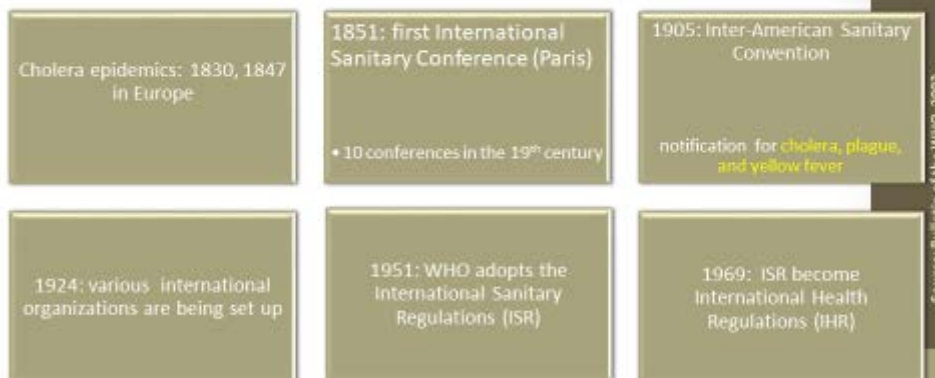 Cholera epidemics: 1830, 1847
in Europe
1851: first International
Sanitary Conference (Paris)
• 10 conferences in the 19th century
1905: Inter-American Sanitary
Convention
notification for cholera, plague,
and yellow fever
1924: various international
organizations are being set up
1951: WHO adopts the
International Sanitary
Regulations (ISR)
1969: ISR become
International Health
Regulations (IHR)